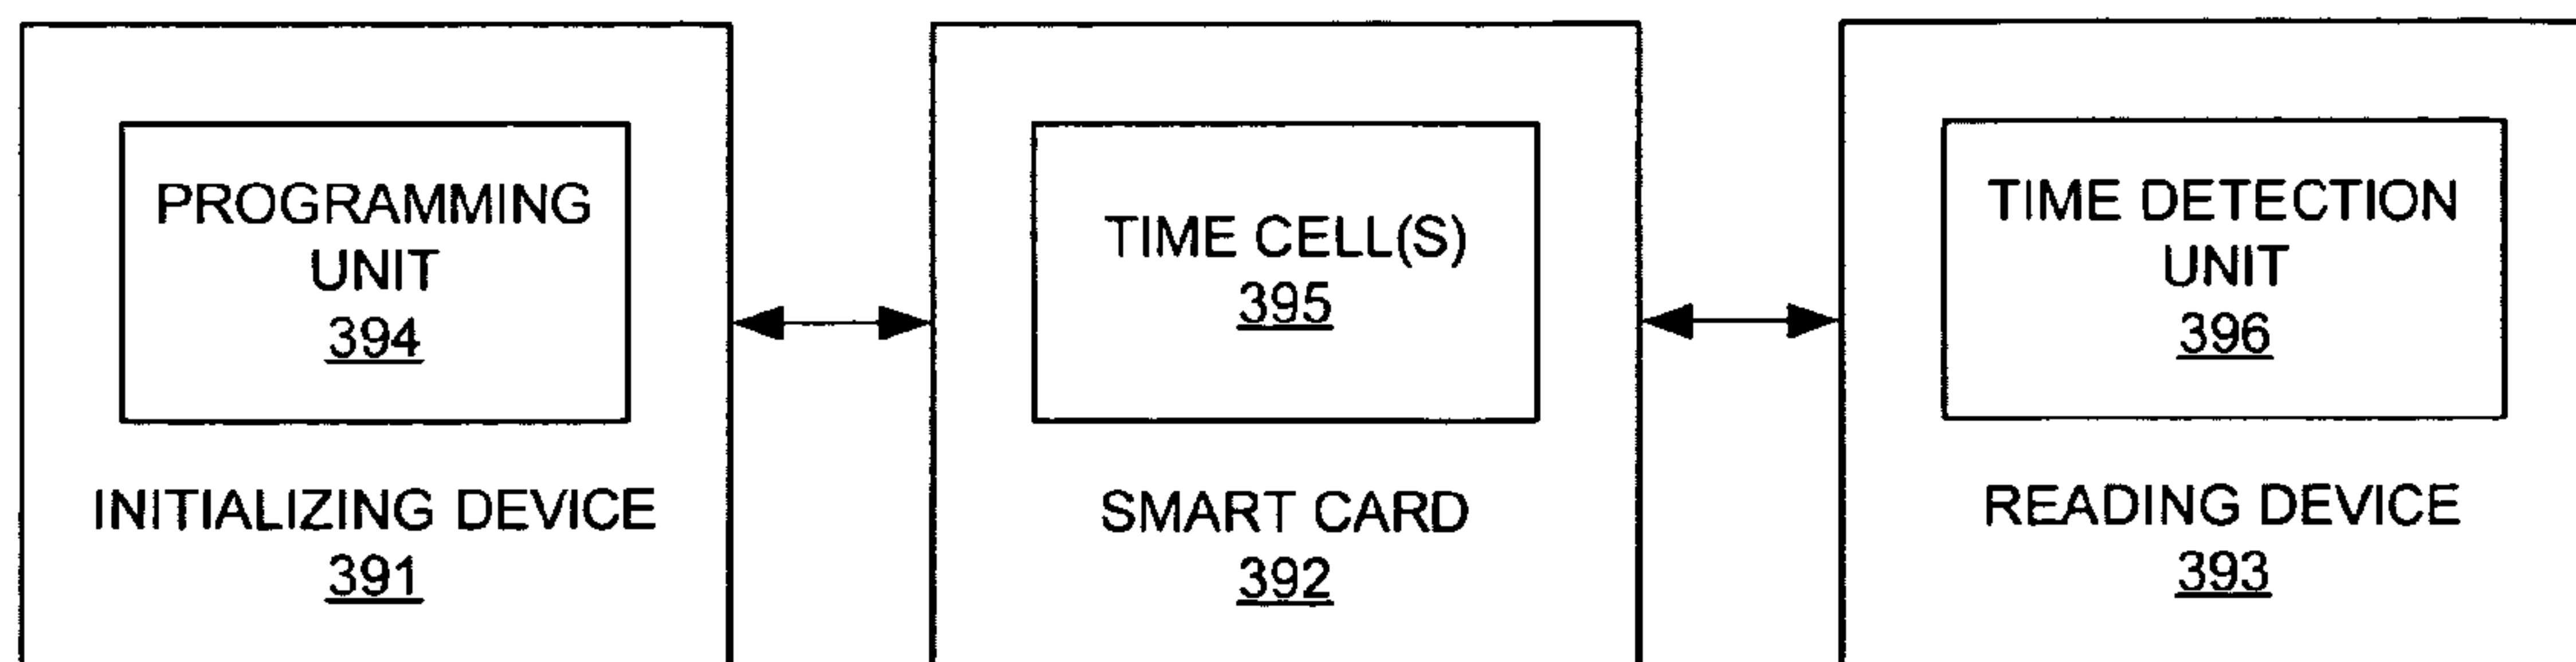 PROGRAMMING
UNIT
394
INITIALIZING DEVICE
391
TIME CELL(S)
395
SMART CARD
392
TIME DETECTION
UNIT
396
READING DEVICE
393